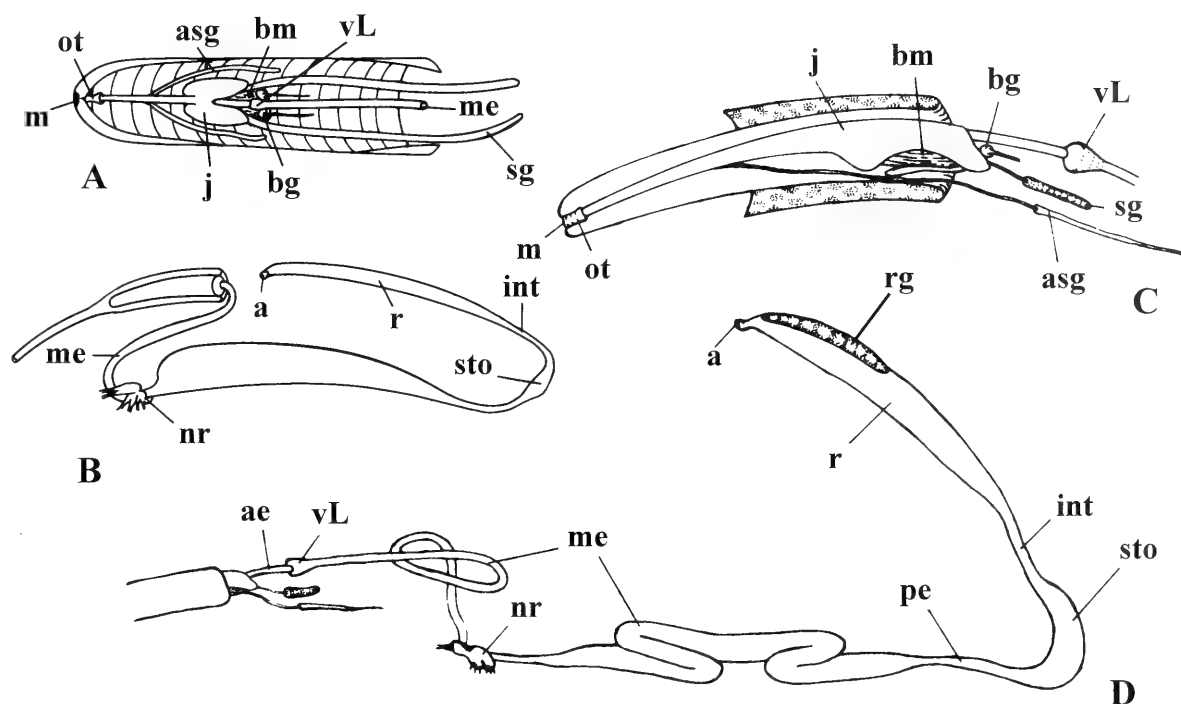 ot asg bm vL
m me
A j bg sg
j bm bg vL
m ot asg sg
C
a r int
me sto
nr
B
rg
a
r
int
ae vL me sto
nr pe
D